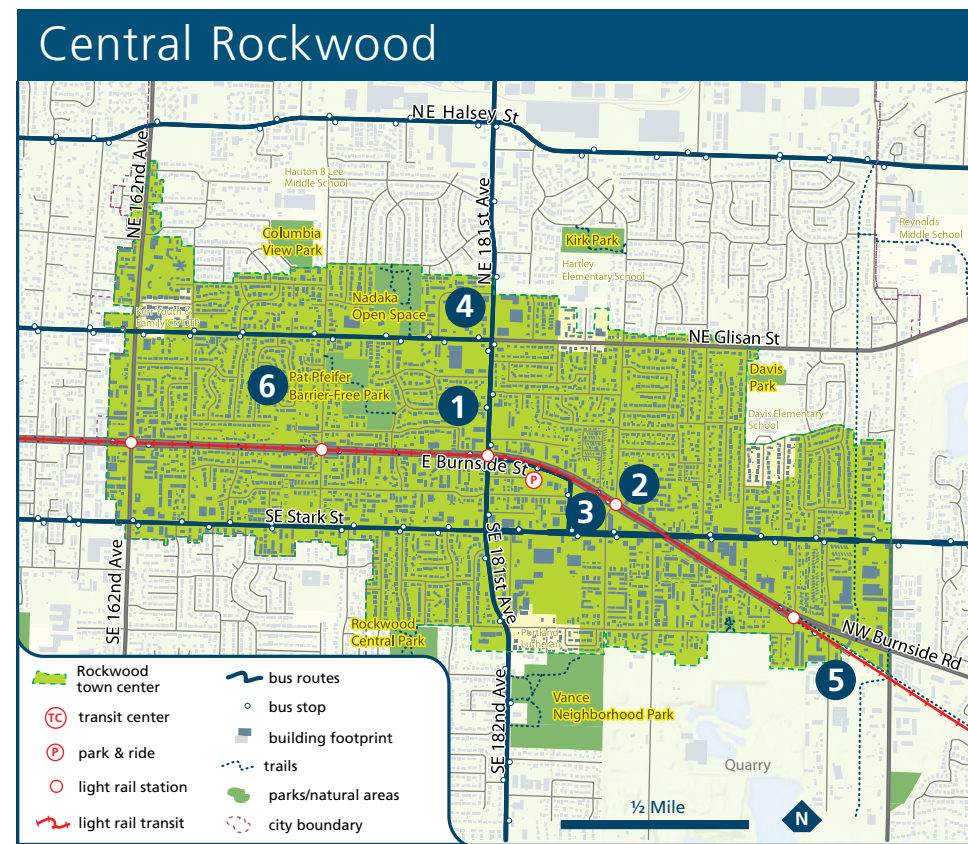 Central Rockwood
NE Halsey St
NE 162nd Ave
Hauton B Lee
Middle School
NE 181st Ave
Columbia
View Park
Kirk Park
Reynolds
Middle School
Hartley
Elementary School
Nadaka
Open Space
4
NE Glisan St
6
Pat Pfeifer
Barrier-Free Park
1
Davis
Park
Davis Elementary
School
E Burnside St
P
2
3
SE Stark St
SE 181st Ave
SE 162nd Ave
Rockwood
Central Park
Portland
Lutheran
NW Burnside Rd
5
Vance
Neighborhood Park
SE 182nd Ave
Quarry
½ Mile
N
Rockwood
town center
TC
transit center
P
park & ride
light rail station
light rail transit
bus routes
bus stop
building footprint
trails
parks/natural areas
city boundary